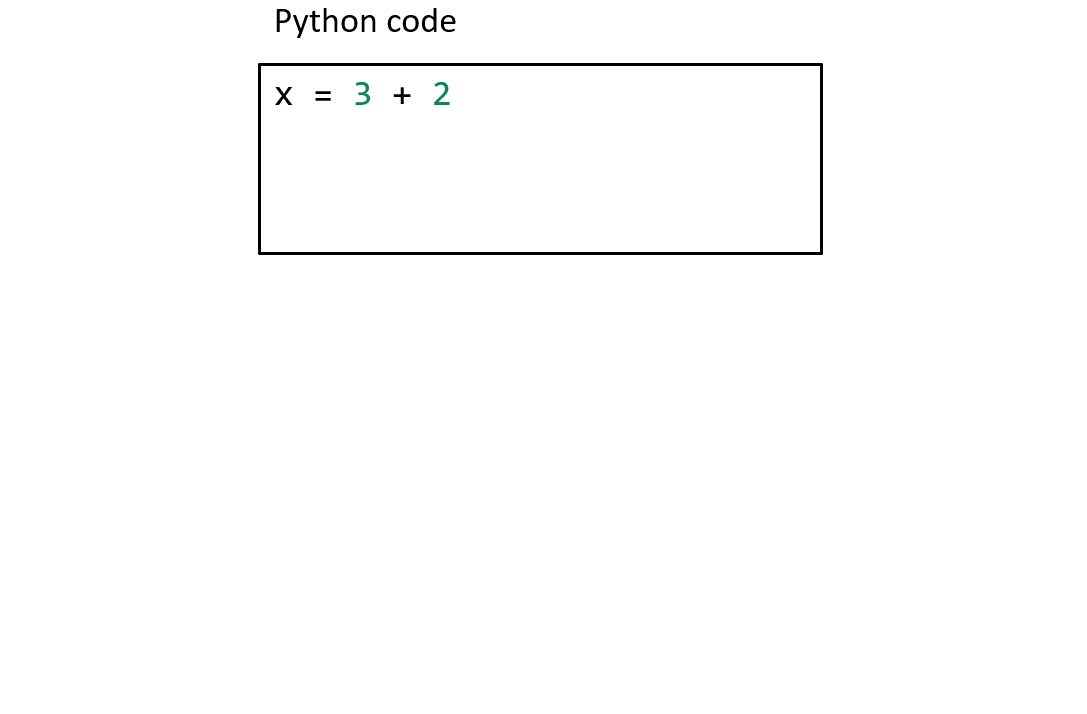 Python code
x = 3 + 2